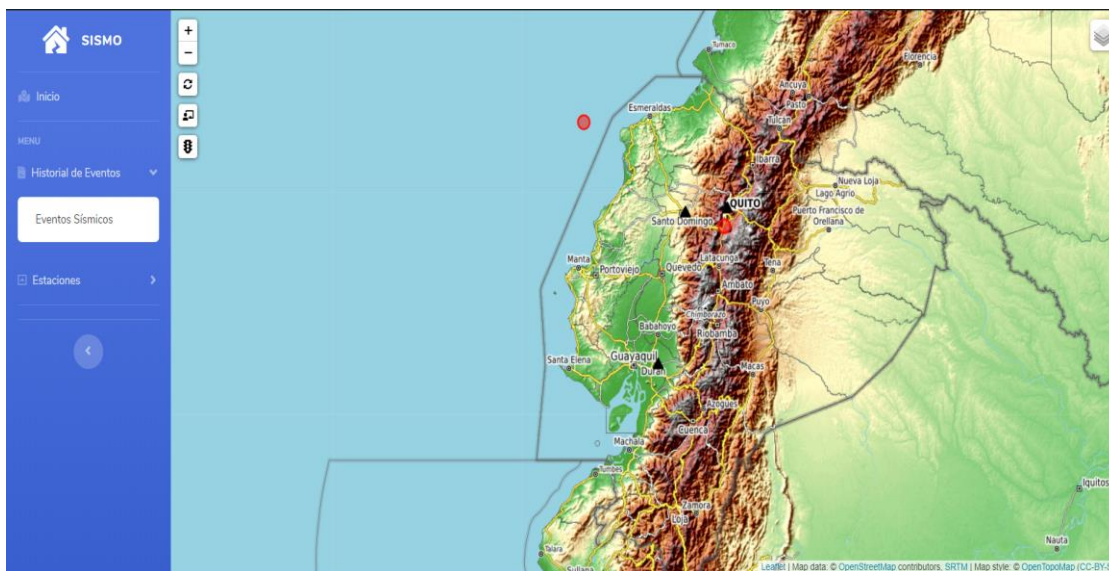 SISMO
Inicio
MENU
Historial de Eventos
Eventos Sísmicos
Estaciones
+
−
Tumaco
Florencia
Ancuya
Pasto
Esmeraldas
Tulcán
Ibarra
Nueva Loja
Lago Agrio
QUITO
Puerto Francisco de
Orellana
Santo Domingo
Manta
Latacunga
Tena
Portoviejo
Quevedo
Ambato
Puyo
Chimborazo
Babahoyo
Riobamba
Guayaquil
Santa Elena
Durán
Macas
Azogues
Cuenca
Machala
Tumbes
Iquitos
Zamora
Loja
Nauta
Talara
Sullana
Leaflet | Map data: © OpenStreetMap contributors, SRTM | Map style: © OpenTopoMap (CC-BY-S